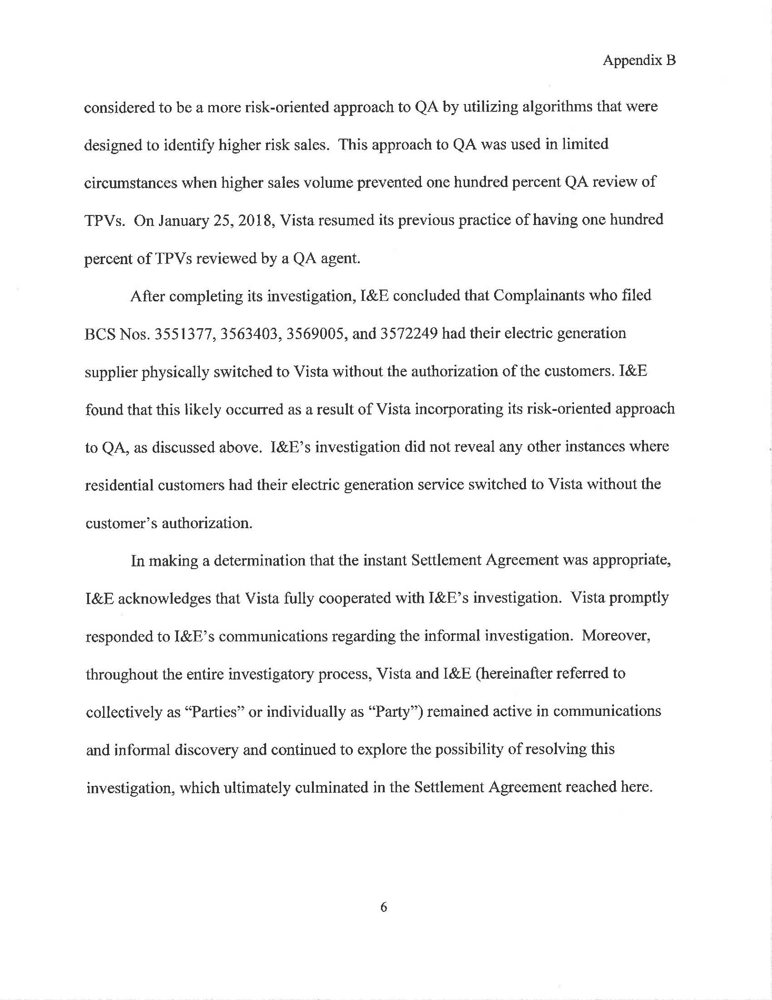 Appendix B
considered to be a more risk-oriented approach to QA by utilizing algorithms that were
designed to identify higher risk sales.  This approach to QA was used in limited
circumstances when higher sales volume prevented one hundred percent QA review of
TPVs.  On January 25, 2018, Vista resumed its previous practice of having one hundred
percent of TPVs reviewed by a QA agent.
After completing its investigation, I&E concluded that Complainants who filed
BCS Nos. 3551377, 3563403, 3569005, and 3572249 had their electric generation
supplier physically switched to Vista without the authorization of the customers. I&E
found that this likely occurred as a result of Vista incorporating its risk-oriented approach
to QA, as discussed above.  I&E’s investigation did not reveal any other instances where
residential customers had their electric generation service switched to Vista without the
customer’s authorization.
In making a determination that the instant Settlement Agreement was appropriate,
I&E acknowledges that Vista fully cooperated with I&E’s investigation.  Vista promptly
responded to I&E’s communications regarding the informal investigation.  Moreover,
throughout the entire investigatory process, Vista and I&E (hereinafter referred to
collectively as “Parties” or individually as “Party”) remained active in communications
and informal discovery and continued to explore the possibility of resolving this
investigation, which ultimately culminated in the Settlement Agreement reached here.
6